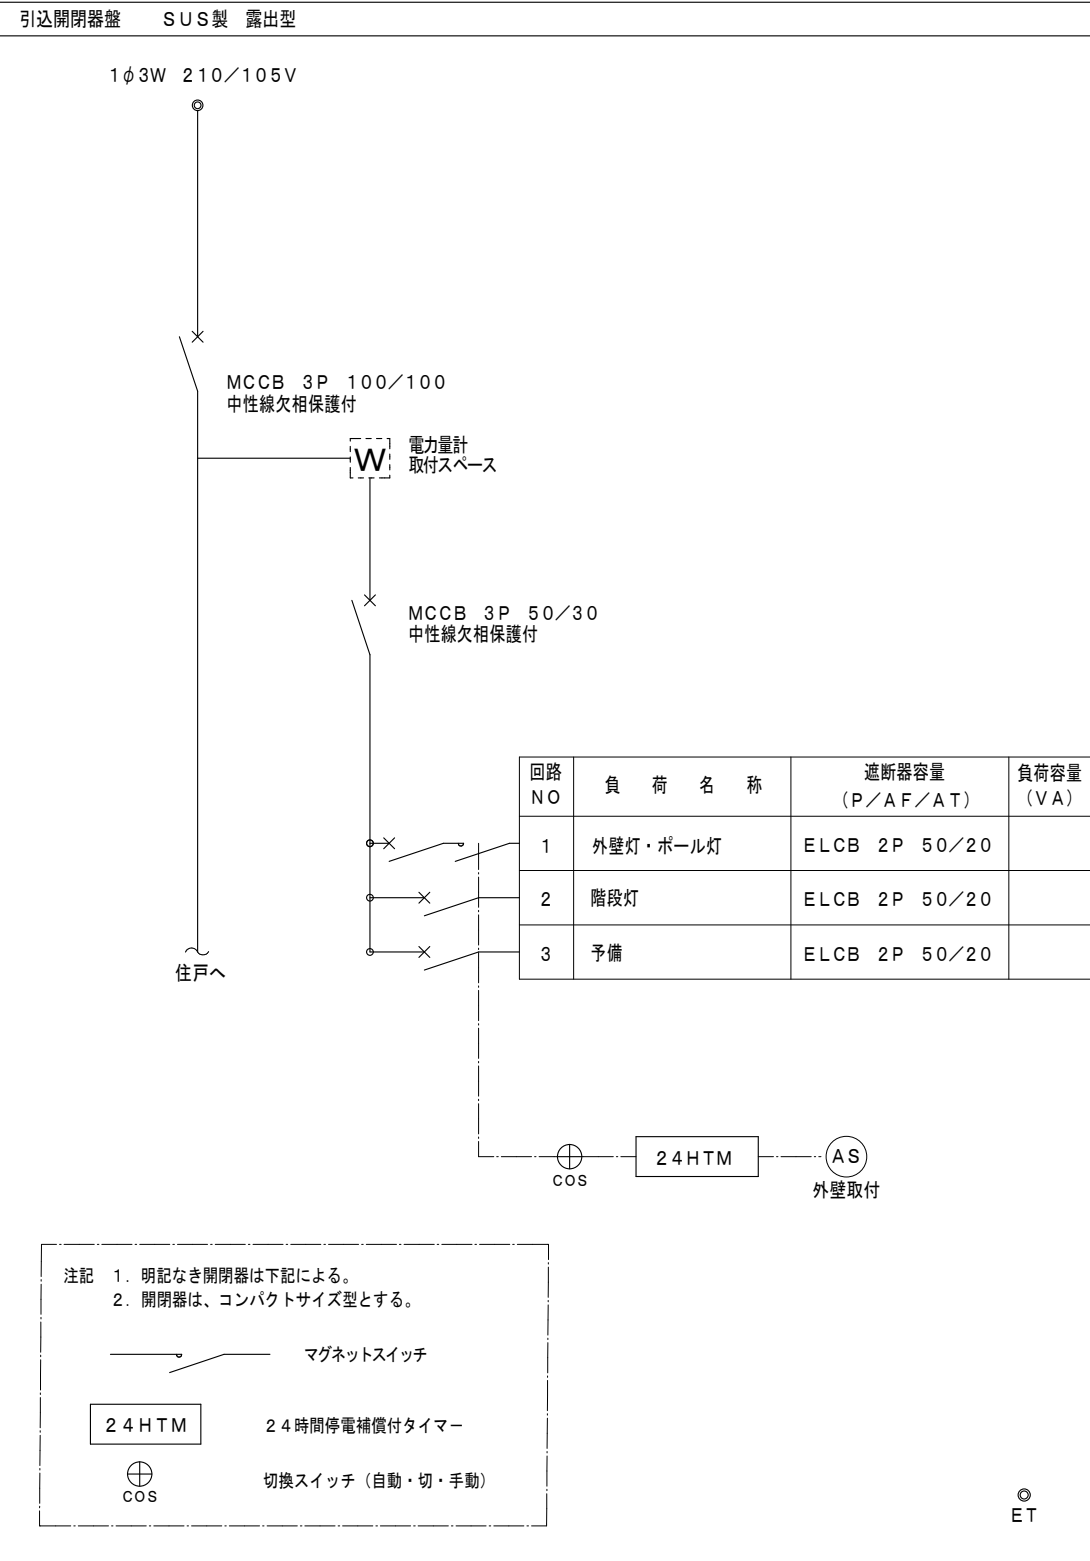 引込開閉器盤　SUS製　露出型
1φ3W 210/105V
MCCB 3P 100/100
中性線欠相保護付
W
電力量計
取付スペース
MCCB 3P 50/30
中性線欠相保護付
回路NO　負荷名称　遮断器容量(P/AF/AT)　負荷容量(VA)
1　外壁灯・ポール灯　ELCB 2P 50/20
2　階段灯　ELCB 2P 50/20
3　予備　ELCB 2P 50/20
住戸へ
COS
24HTM
AS
外壁取付
注記　1. 明記なき開閉器は下記による。
2. 開閉器は、コンパクトサイズ型とする。
マグネットスイッチ
24HTM　24時間停電補償付タイマー
COS　切換スイッチ(自動・切・手動)
ET